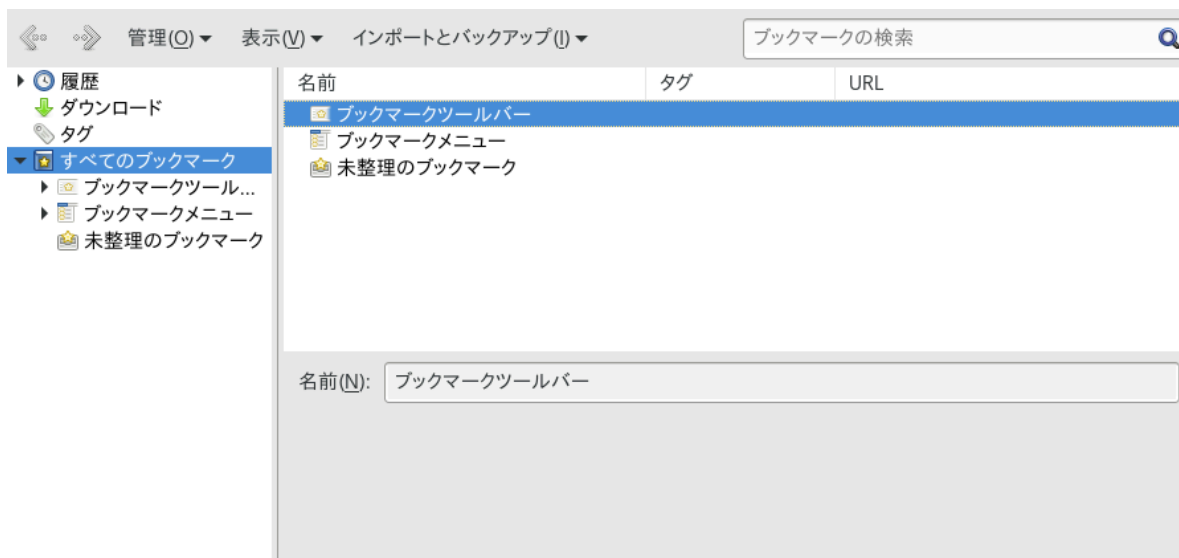 管理(O) 表示(V) インポートとバックアップ(I) ブックマークの検索
履歴
ダウンロード
タグ
すべてのブックマーク
ブックマークツール...
ブックマークメニュー
未整理のブックマーク
名前 タグ URL
ブックマークツールバー
ブックマークメニュー
未整理のブックマーク
名前(N): ブックマークツールバー